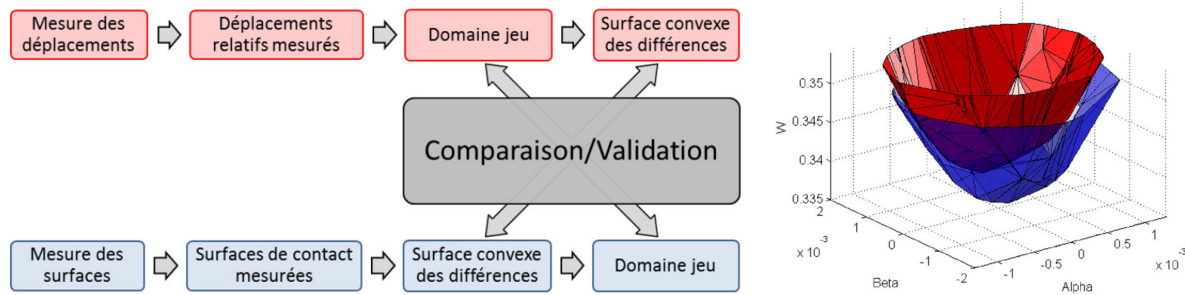 Mesure des
déplacements
Déplacements
relatifs mesurés
Domaine jeu
Surface convexe
des différences
Comparaison/Validation
Mesure des
surfaces
Surfaces de contact
mesurées
Surface convexe
des différences
Domaine jeu
0.35
0.345
0.34
0.335
W
2
1
0
-1
-2
x 10⁻³
Beta
-1
-0.5
0
0.5
1
x 10⁻³
Alpha